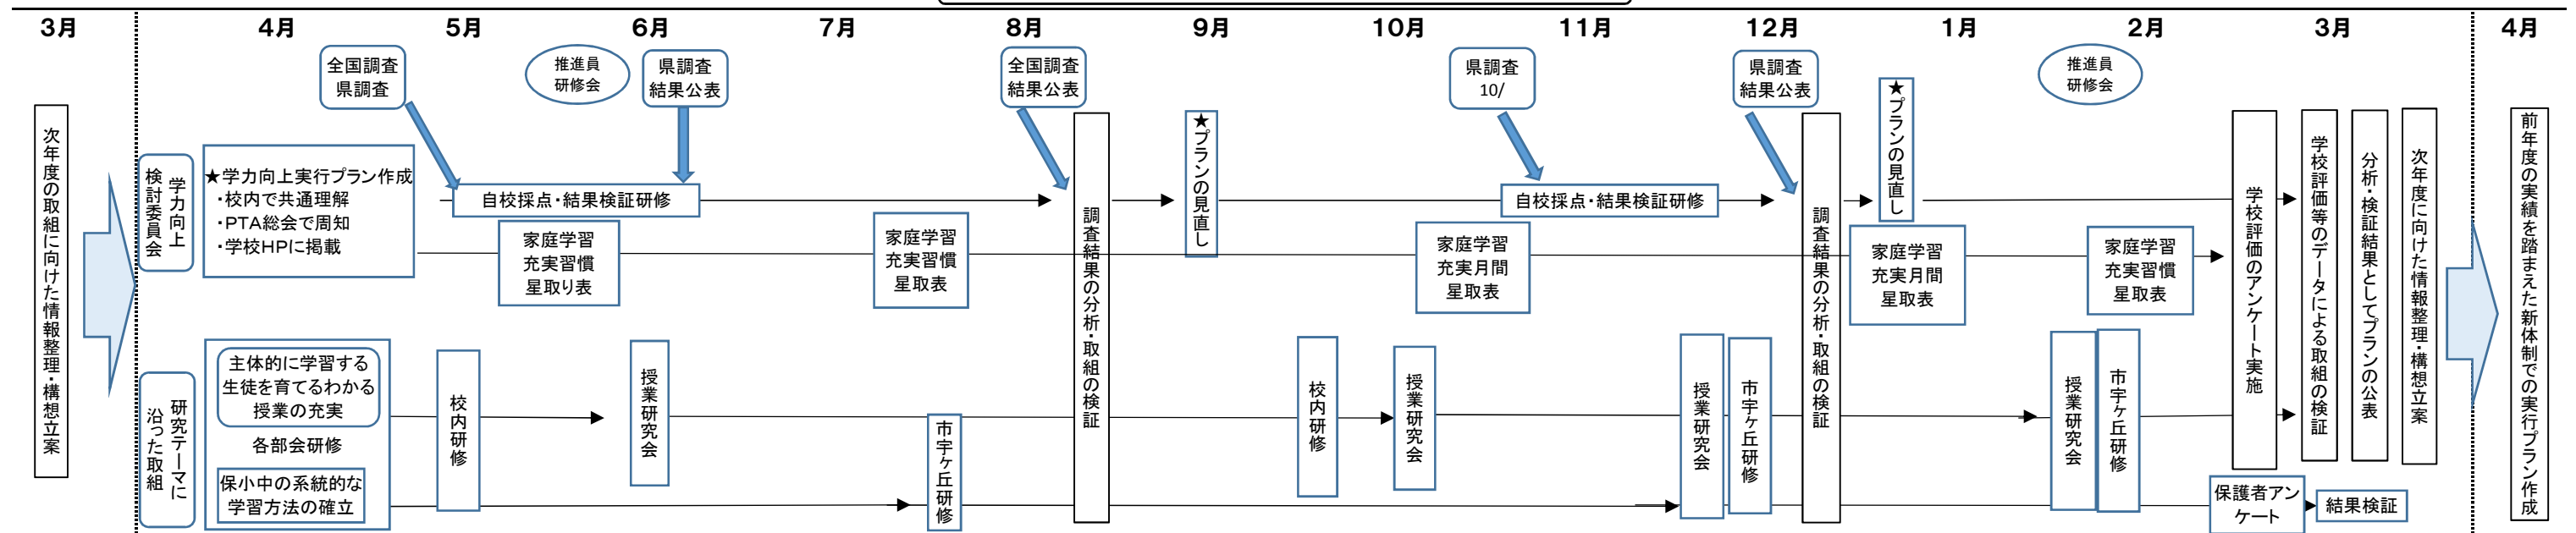 3月
4月
5月
6月
7月
8月
9月
10月
11月
12月
1月
2月
3月
4月
全国調査
県調査
推進員
研修会
県調査
結果公表
全国調査
結果公表
県調査
10/
県調査
結果公表
推進員
研修会
次年度の取組に向けた情報整理・構想立案
学力向上
検討委員会
★学力向上実行プラン作成
・校内で共通理解
・PTA総会で周知
・学校HPに掲載
自校採点・結果検証研修
家庭学習
充実習慣
星取り表
家庭学習
充実習慣
星取表
調査結果の分析・取組の検証
★プランの見直し
自校採点・結果検証研修
家庭学習
充実月間
星取表
調査結果の分析・取組の検証
★プランの見直し
家庭学習
充実月間
星取表
家庭学習
充実習慣
星取表
学校評価のアンケート実施
学校評価等のデータによる取組の検証
分析・検証結果としてプランの公表
次年度に向けた情報整理・構想立案
前年度の実績を踏まえた新体制での実行プラン作成
研究テーマに
沿った取組
主体的に学習する
生徒を育てるわかる
授業の充実
各部会研修
保小中の系統的な
学習方法の確立
校内研修
授業研究会
市宇ヶ丘研修
校内研修
授業研究会
授業研究会
市宇ヶ丘研修
授業研究会
市宇ヶ丘研修
保護者アン
ケート
結果検証